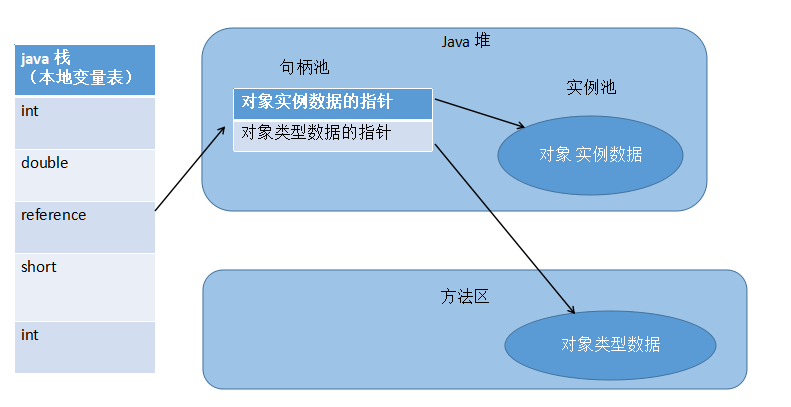 java 栈
（本地变量表）
int
double
reference
short
int
Java 堆
句柄池
对象实例数据的指针
对象类型数据的指针
实例池
对象 实例数据
方法区
对象类型数据